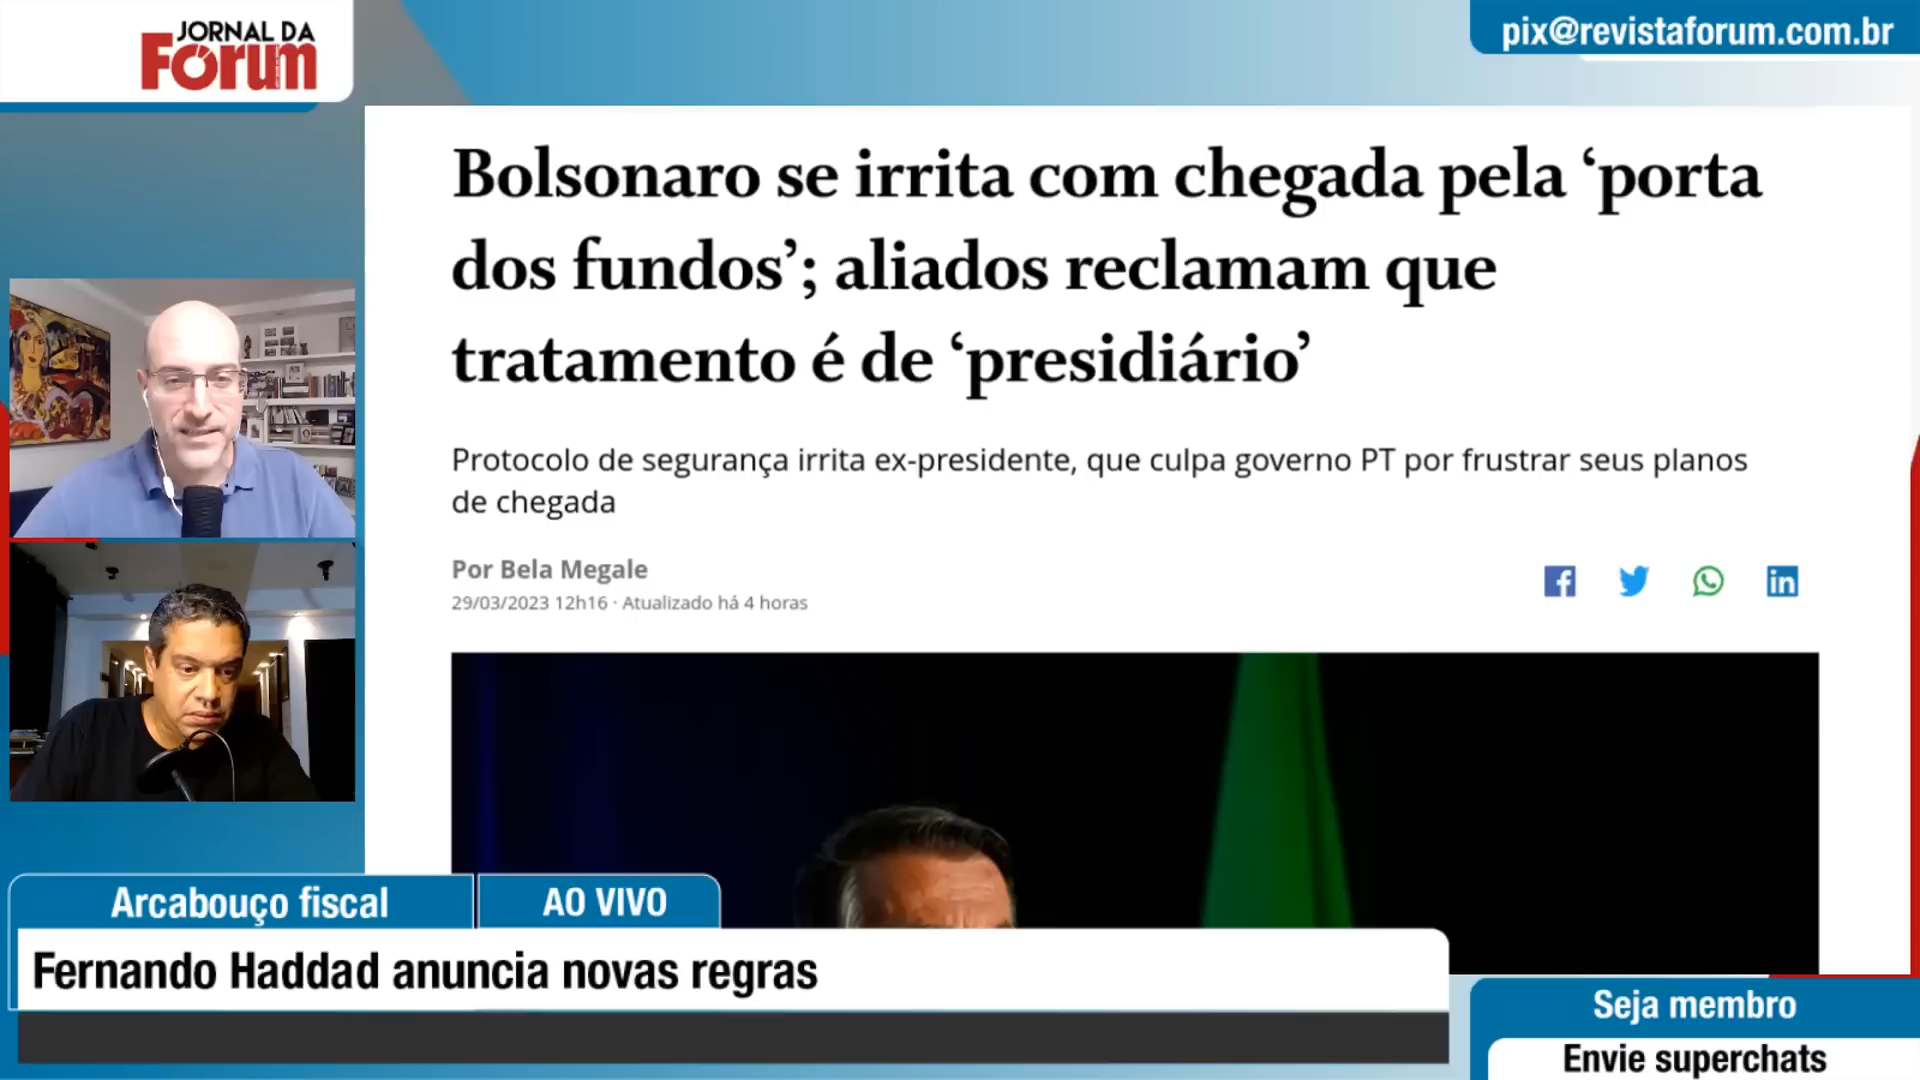 JORNAL DA
Fórum
pix@revistaforum.com.br
Bolsonaro se irrita com chegada pela ‘porta
dos fundos’; aliados reclamam que
tratamento é de ‘presidiário’
Protocolo de segurança irrita ex-presidente, que culpa governo PT por frustrar seus planos
de chegada
Por Bela Megale
29/03/2023 12h16 · Atualizado há 4 horas
Arcabouço fiscal
AO VIVO
Fernando Haddad anuncia novas regras
Seja membro
Envie superchats